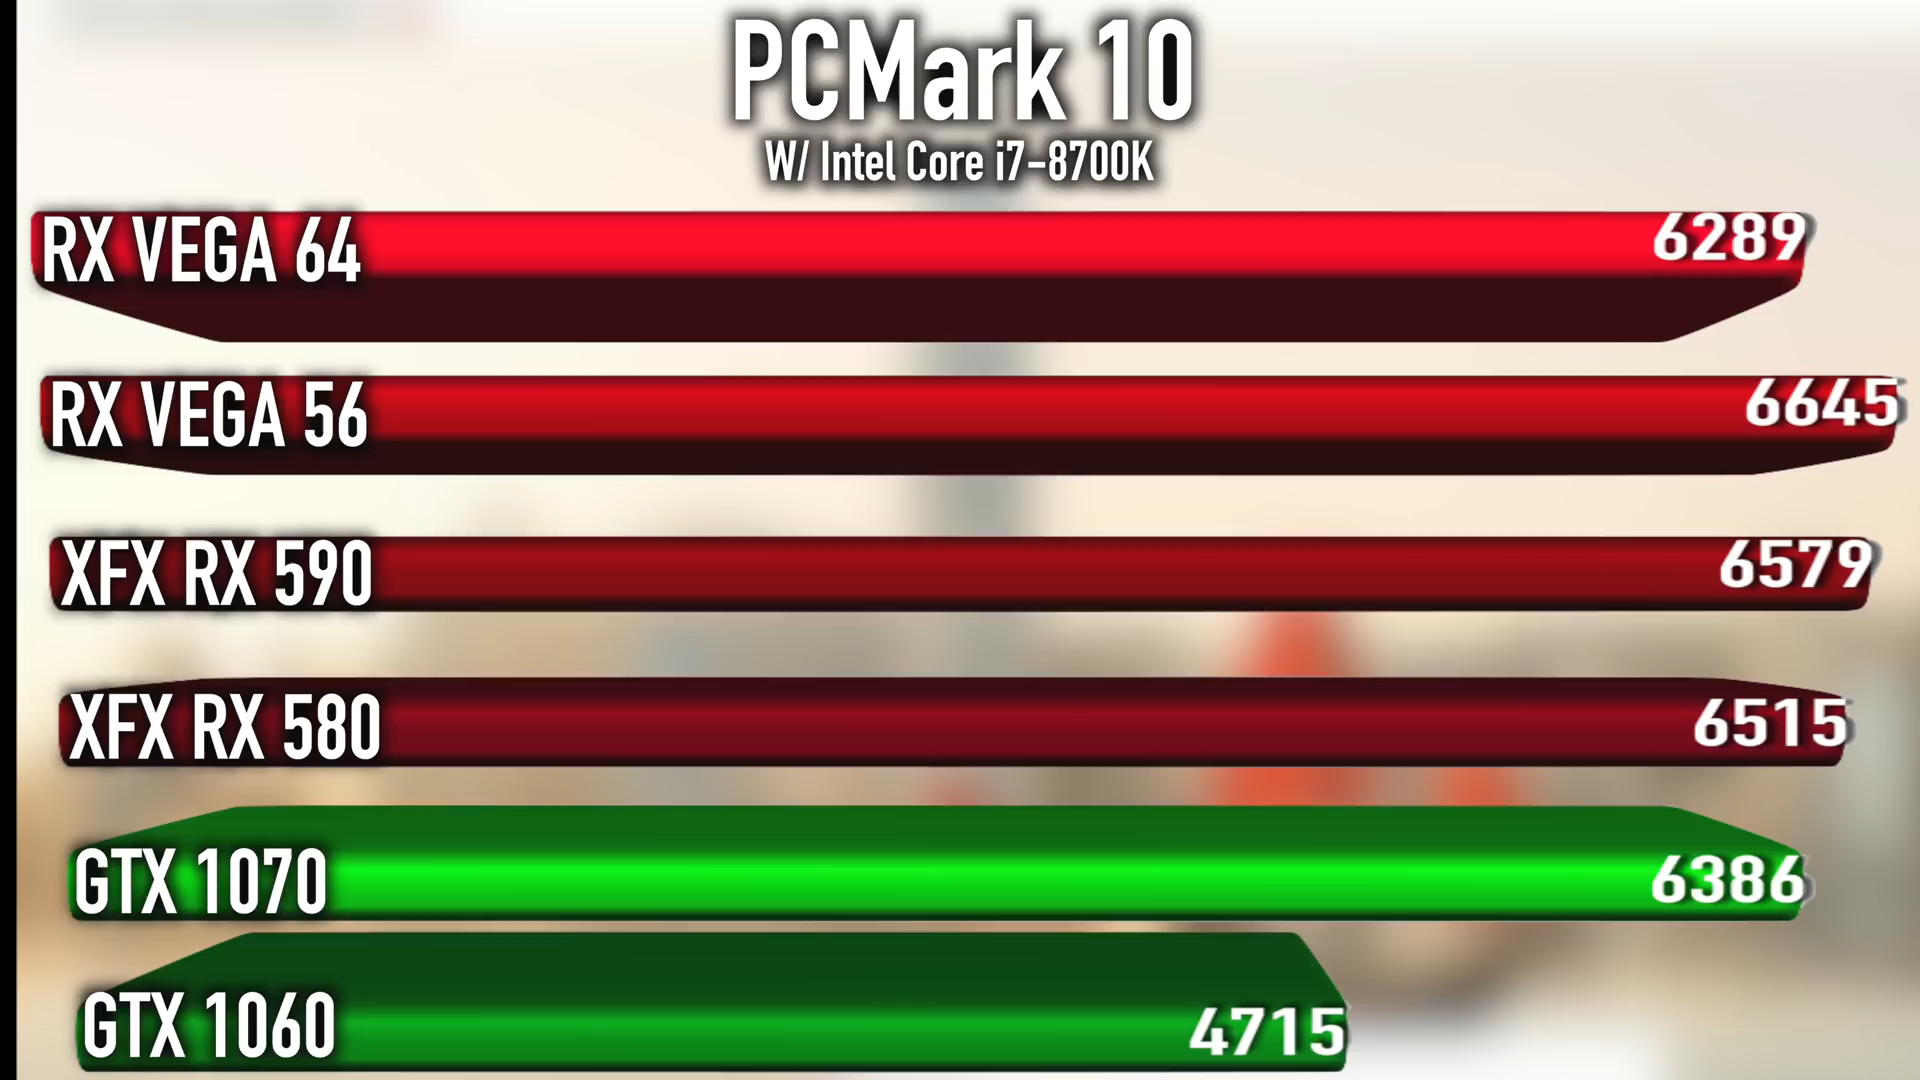 PCMark 10
W/ Intel Core i7-8700K
RX VEGA 64 6289
RX VEGA 56 6645
XFX RX 590 6579
XFX RX 580 6515
GTX 1070 6386
GTX 1060 4715